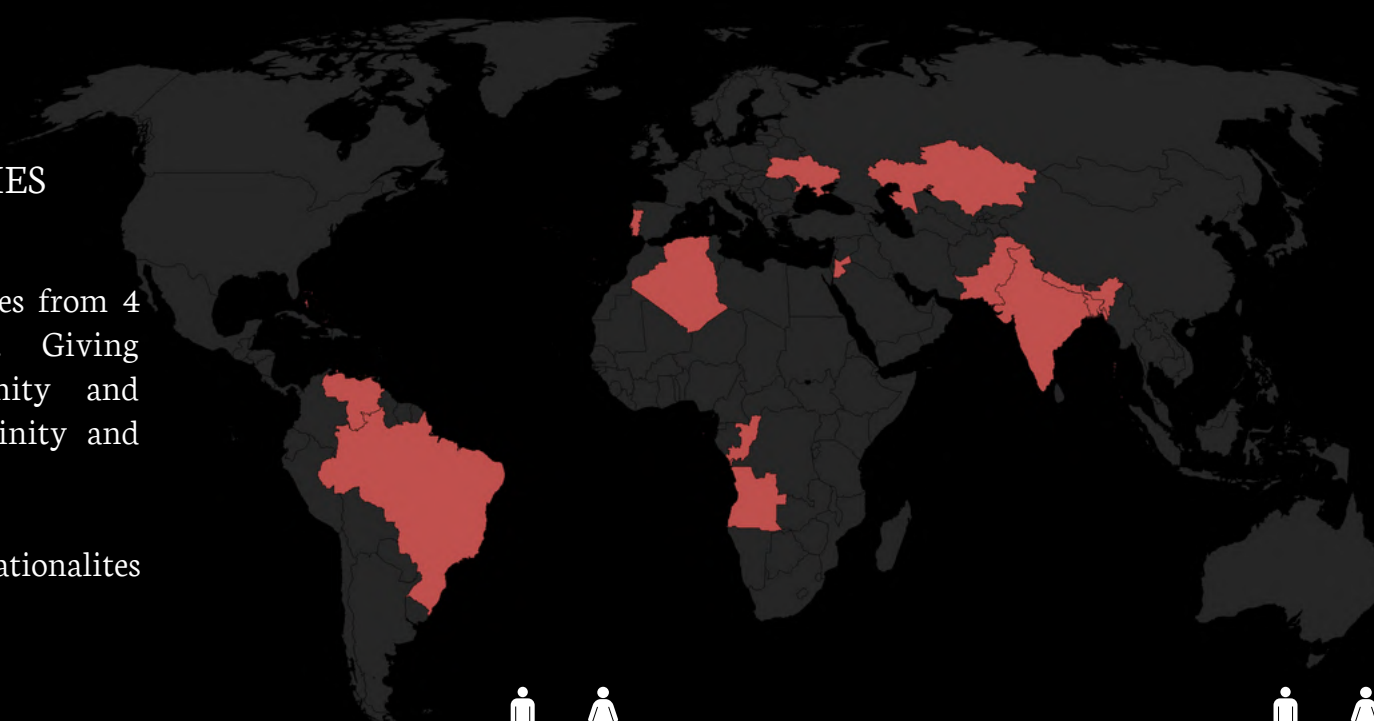 IES
es from 4
. Giving
nity and
inity and
ationalites